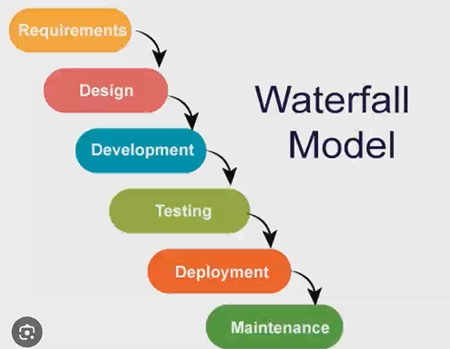 Requirements
Design
Waterfall
Model
Development
Testing
Deployment
Maintenance